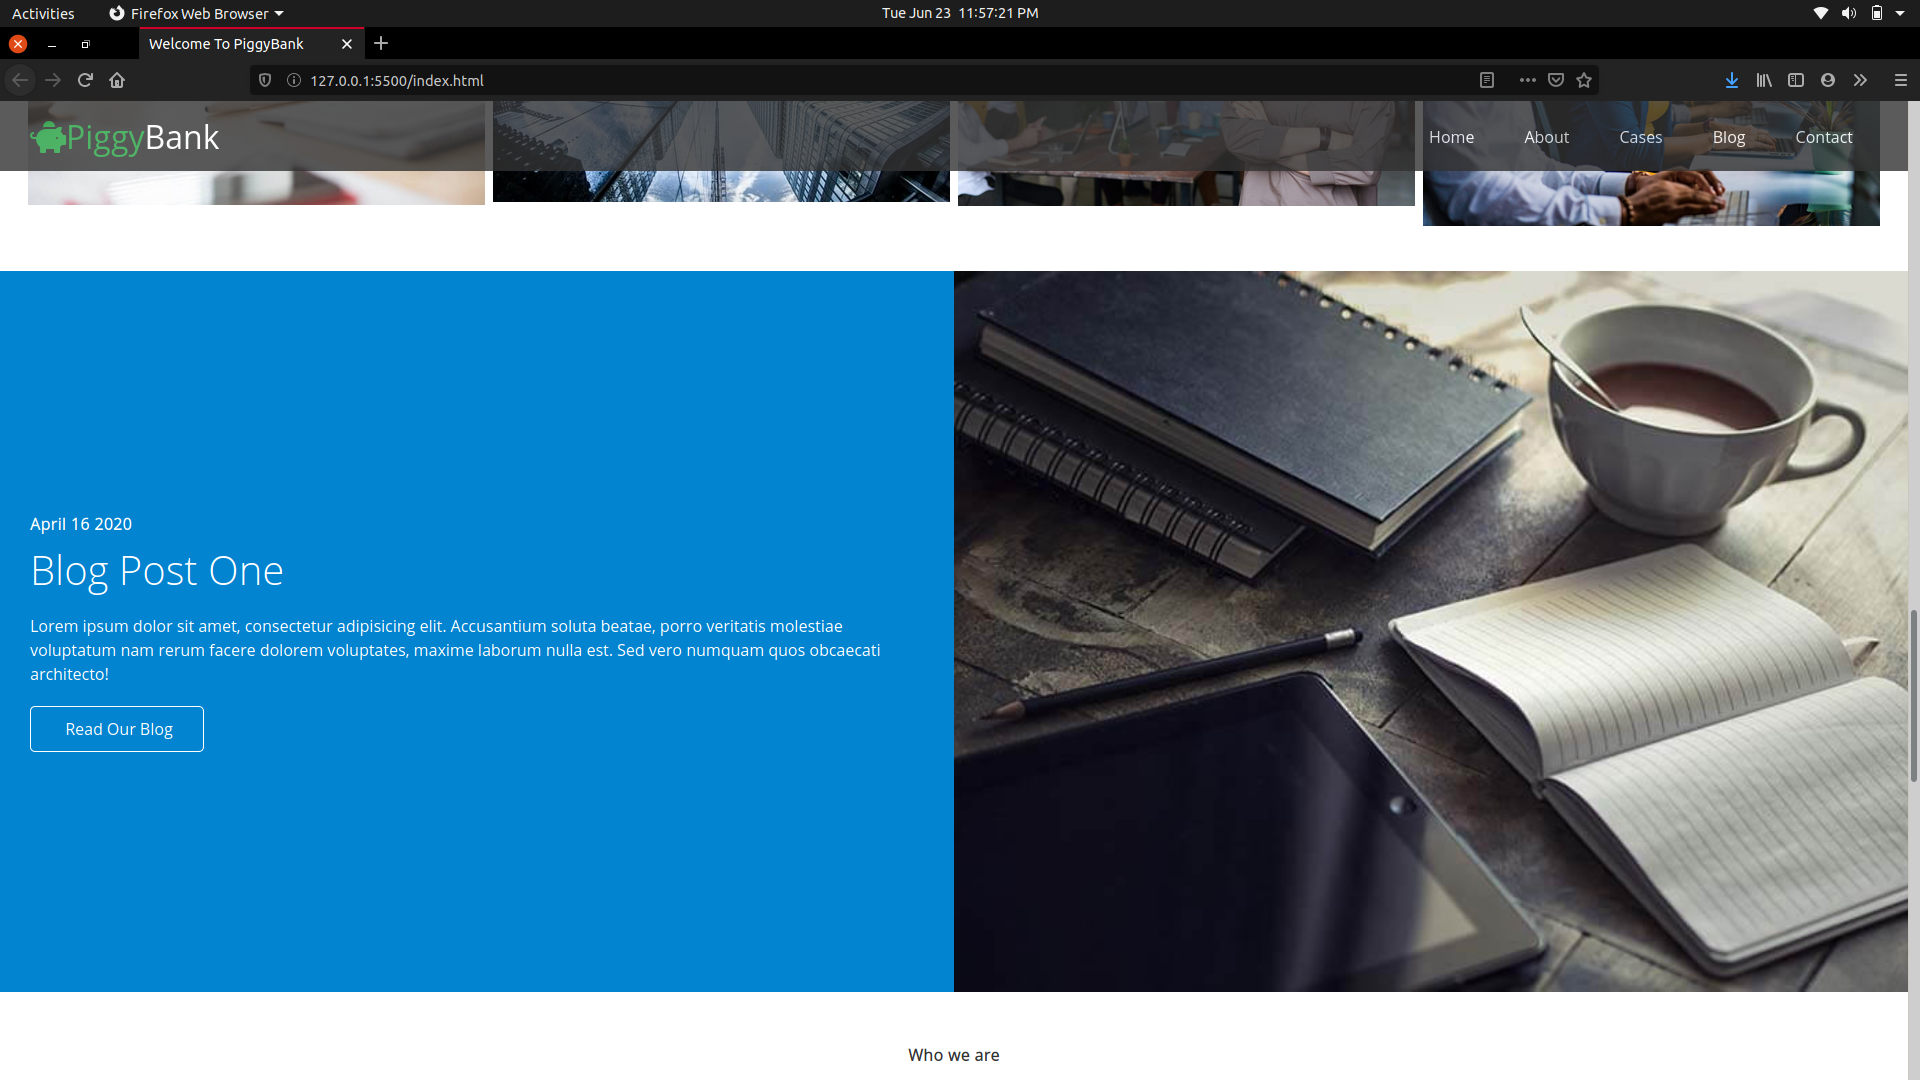 Activities
Firefox Web Browser
Tue Jun 23 11:57:21 PM
Welcome To PiggyBank
127.0.0.1:5500/index.html
PiggyBank
Home
About
Cases
Blog
Contact
April 16 2020
Blog Post One
Lorem ipsum dolor sit amet, consectetur adipisicing elit. Accusantium soluta beatae, porro veritatis molestiae
voluptatum nam rerum facere dolorem voluptates, maxime laborum nulla est. Sed vero numquam quos obcaecati
architecto!
Read Our Blog
Who we are